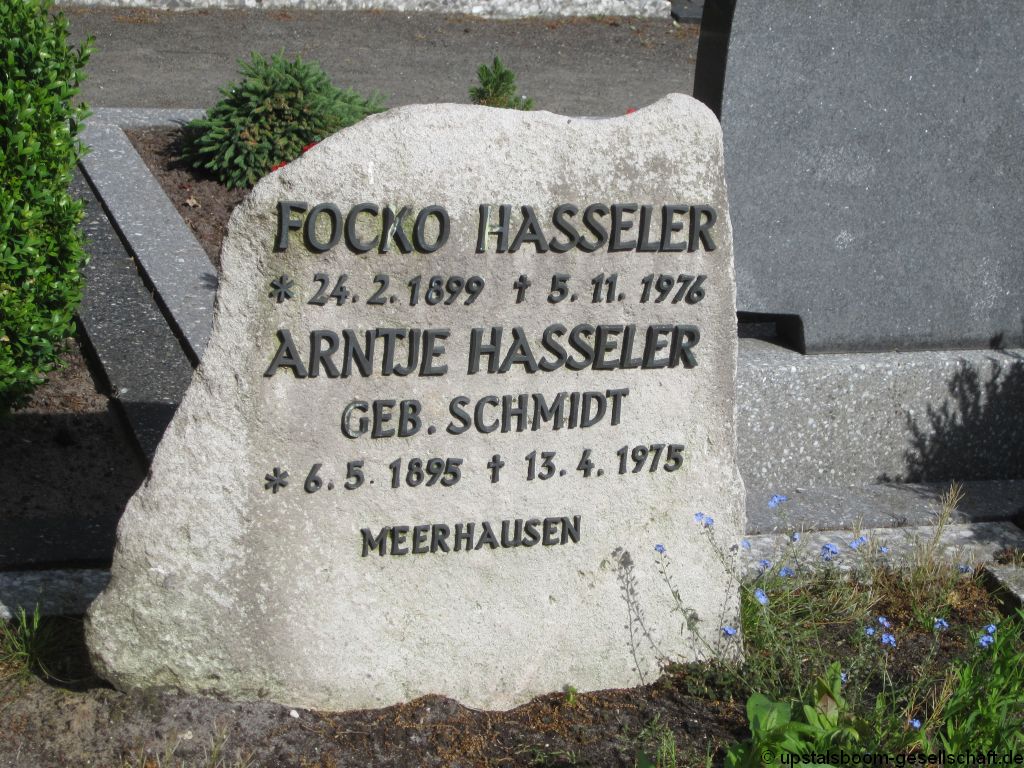 FOCKO HASSELER
* 24. 2. 1899 † 5. 11. 1976
ARNTJE HASSELER
GEB. SCHMIDT
* 6. 5. 1895 † 13. 4. 1975
MEERHAUSEN
© upstalsboom-gesellschaft.de